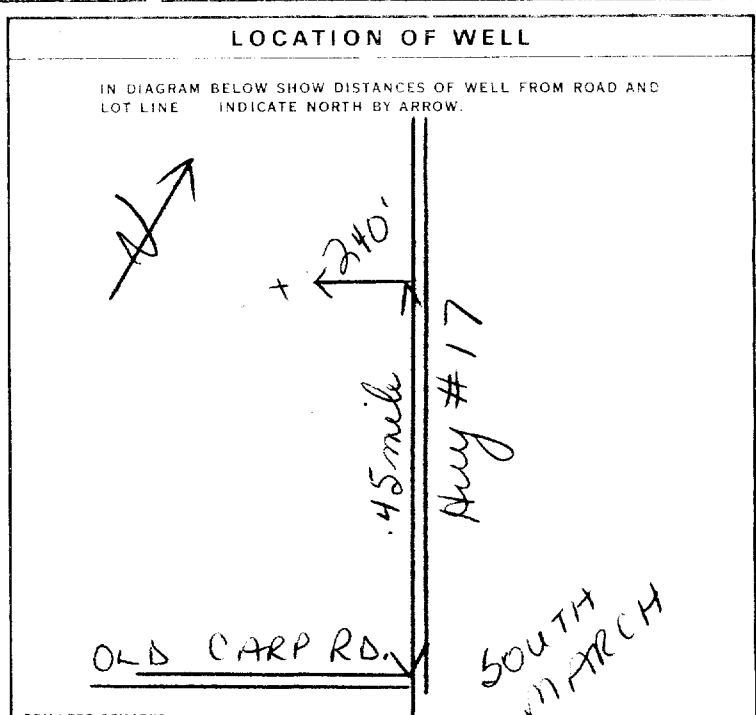 LOCATION OF WELL
IN DIAGRAM BELOW SHOW DISTANCES OF WELL FROM ROAD AND
LOT LINE INDICATE NORTH BY ARROW.
N
240'
.45 mile
Hwy # 17
OLD CARP RD.
SOUTH
MARCH